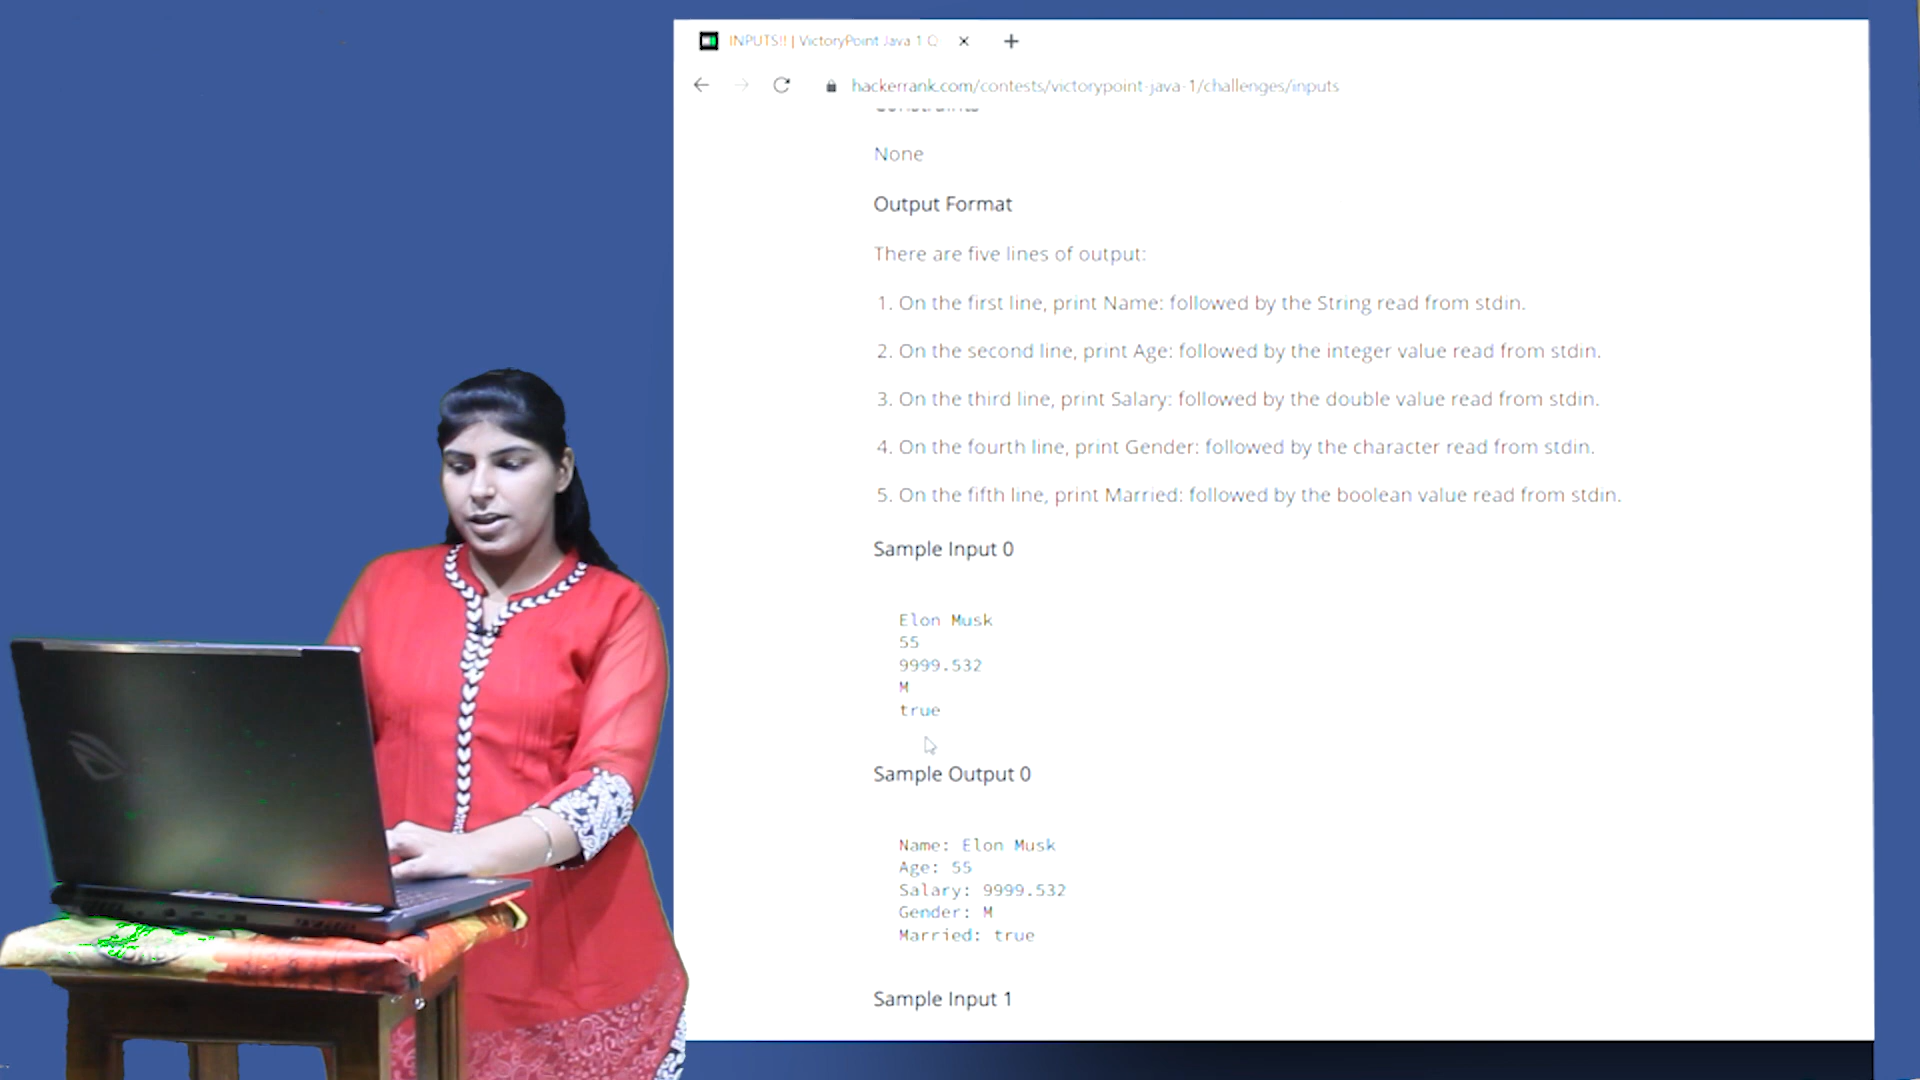 INPUTS!! | VictoryPoint Java 1 Q
hackerrank.com/contests/victorypoint-java-1/challenges/inputs
Constraints
None
Output Format
There are five lines of output:
1. On the first line, print Name: followed by the String read from stdin.
2. On the second line, print Age: followed by the integer value read from stdin.
3. On the third line, print Salary: followed by the double value read from stdin.
4. On the fourth line, print Gender: followed by the character read from stdin.
5. On the fifth line, print Married: followed by the boolean value read from stdin.
Sample Input 0
Elon Musk
55
9999.532
M
true
Sample Output 0
Name: Elon Musk
Age: 55
Salary: 9999.532
Gender: M
Married: true
Sample Input 1